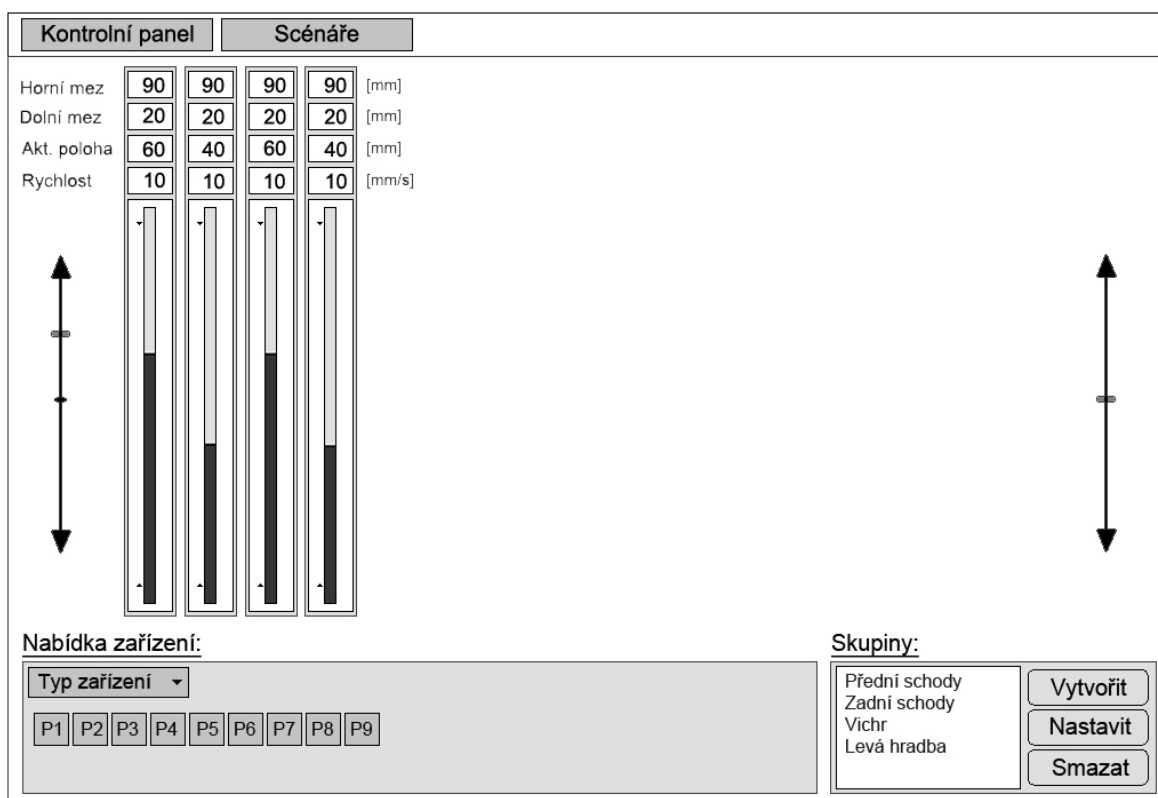 Kontrolní panel Scénáře
Horní mez 90 90 90 90 [mm]
Dolní mez 20 20 20 20 [mm]
Akt. poloha 60 40 60 40 [mm]
Rychlost 10 10 10 10 [mm/s]
Nabídka zařízení:
Typ zařízení
P1 P2 P3 P4 P5 P6 P7 P8 P9
Skupiny:
Přední schody
Zadní schody
Vichr
Levá hradba
Vytvořit
Nastavit
Smazat